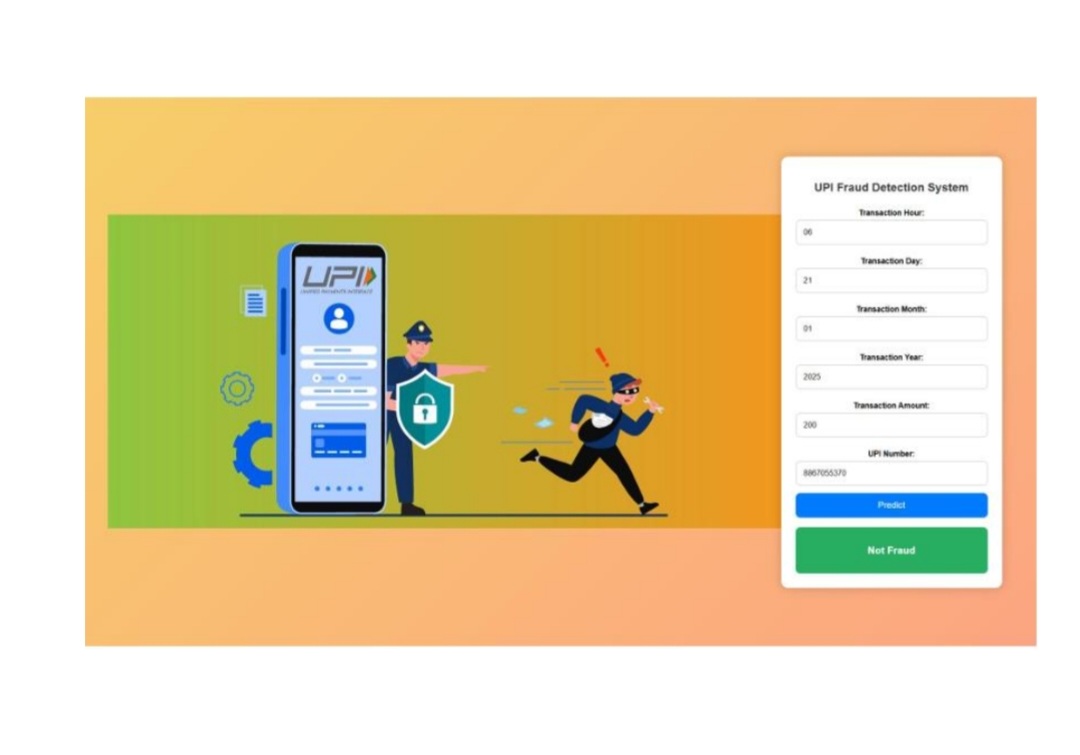 UPI
UNIFIED PAYMENTS INTERFACE
UPI Fraud Detection System
Transaction Hour:
06
Transaction Day:
21
Transaction Month:
01
Transaction Year:
2025
Transaction Amount:
200
UPI Number:
8867055370
Predict
Not Fraud